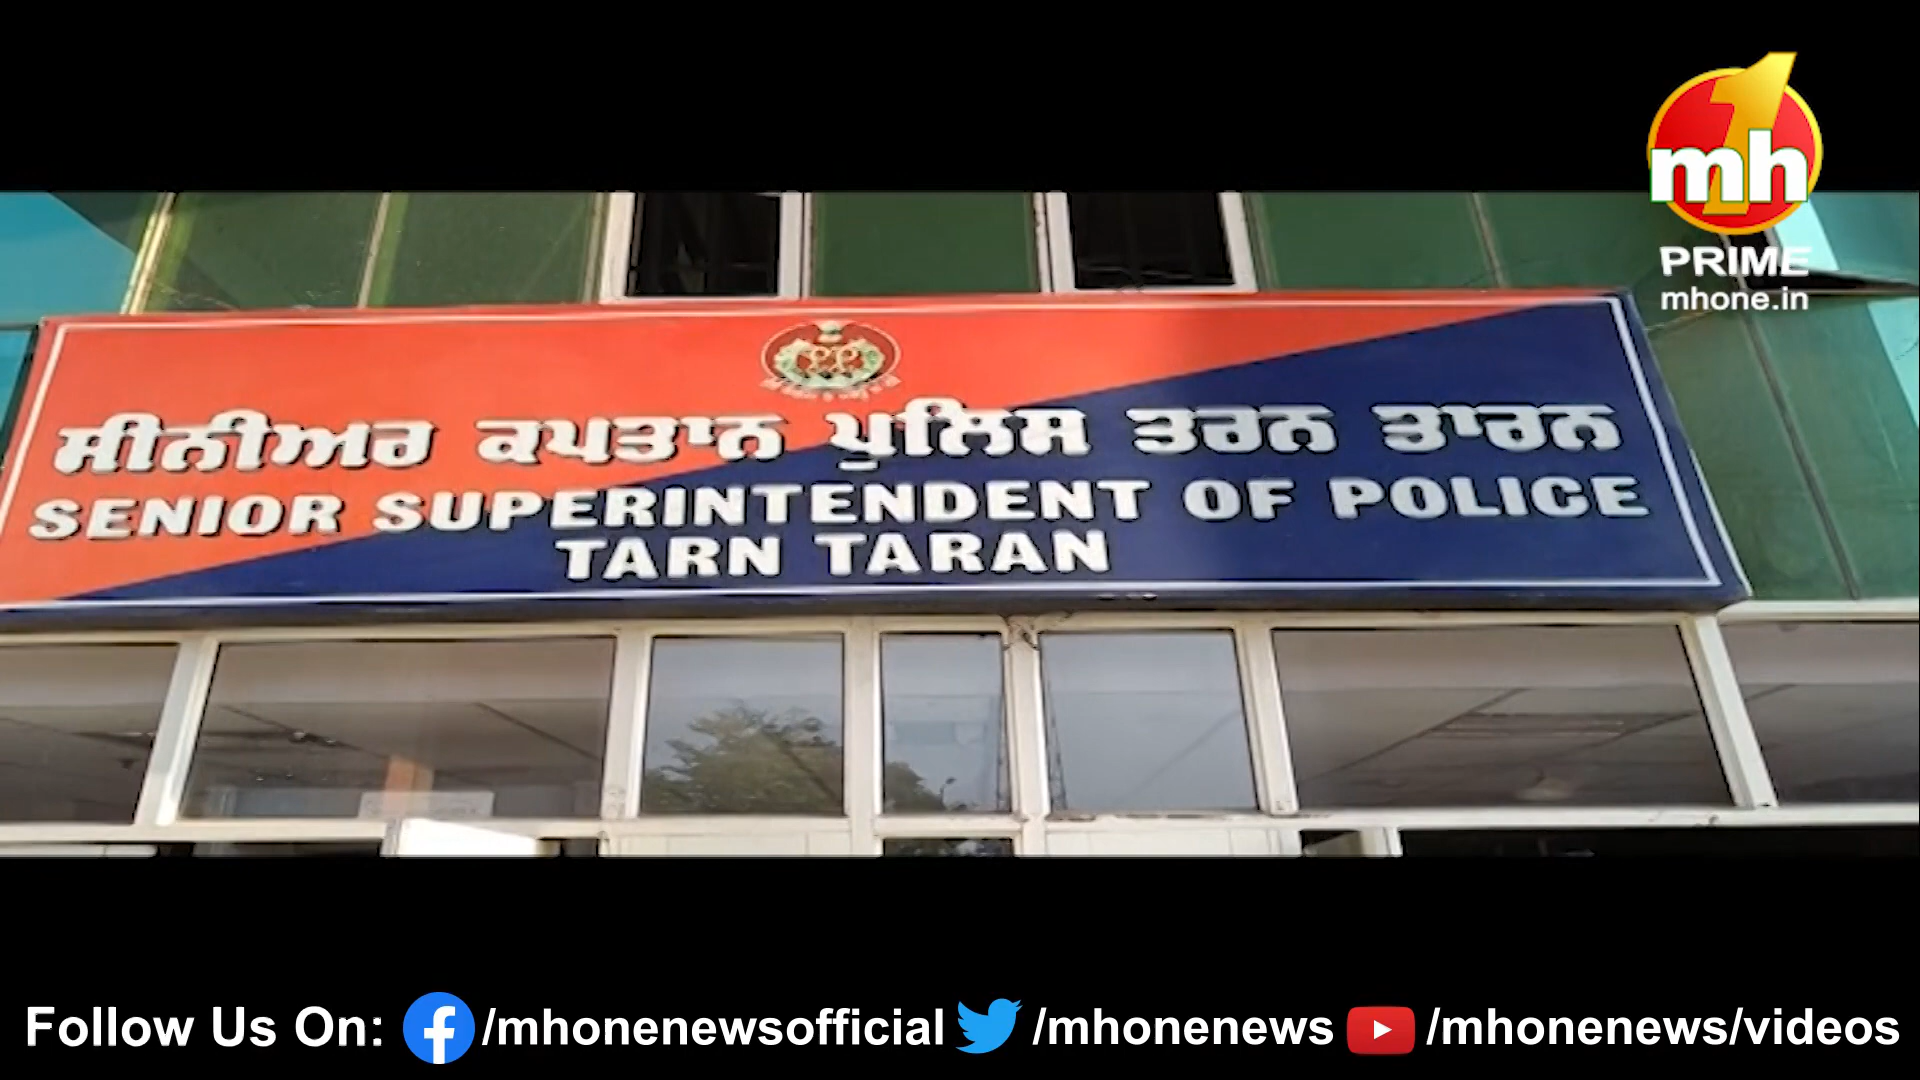 1
mh
PRIME
mhone.in
ਸੀਨੀਅਰ ਕਪਤਾਨ ਪੁਲਿਸ ਤਰਨ ਤਾਰਨ
SENIOR SUPERINTENDENT OF POLICE
TARN TARAN
Follow Us On: /mhonenewsofficial /mhonenews /mhonenews/videos